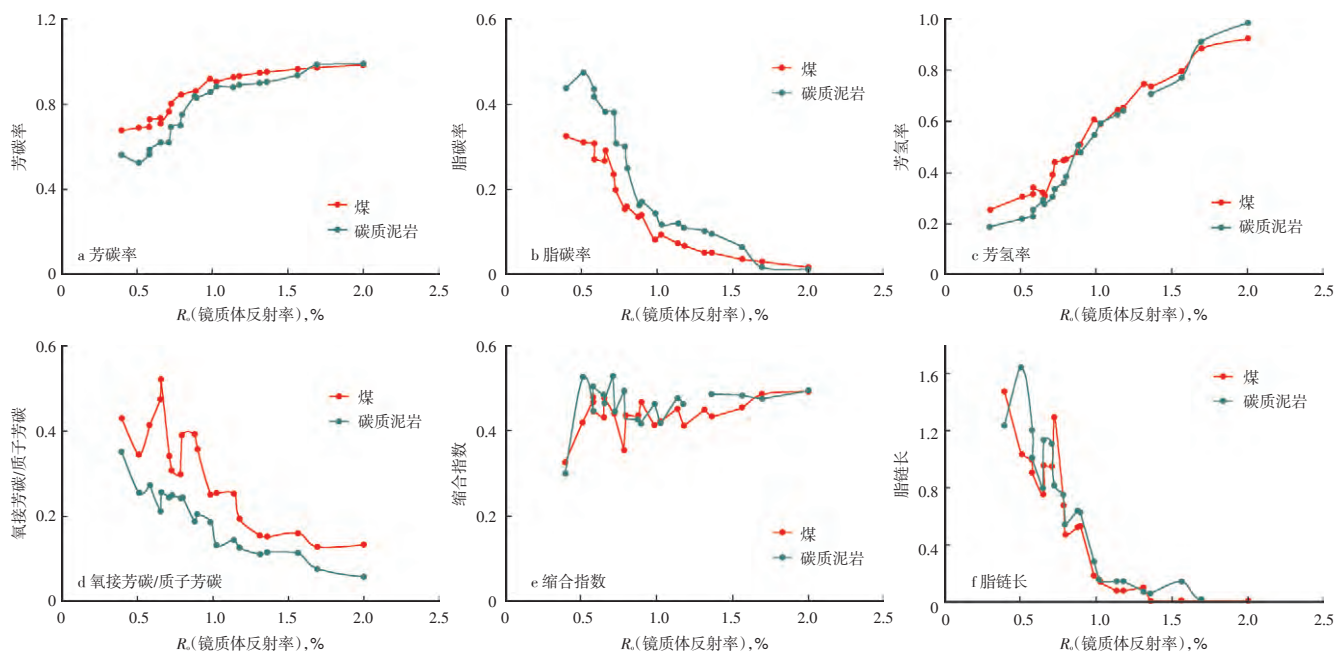 1.2
0.8
0.4
0
芳碳率
煤
碳质泥岩
a 芳碳率
0 0.5 1.0 1.5 2.0 2.5
Ro(镜质体反射率),%
0.6
0.4
0.2
0
脂碳率
煤
碳质泥岩
b 脂碳率
0 0.5 1.0 1.5 2.0 2.5
Ro(镜质体反射率),%
1.0
0.8
0.6
0.4
0.2
0
芳氢率
煤
碳质泥岩
c 芳氢率
0 0.5 1.0 1.5 2.0 2.5
Ro(镜质体反射率),%
0.6
0.4
0.2
0
氧接芳碳/质子芳碳
煤
碳质泥岩
d 氧接芳碳/质子芳碳
0 0.5 1.0 1.5 2.0 2.5
Ro(镜质体反射率),%
0.6
0.4
0.2
0
缩合指数
煤
碳质泥岩
e 缩合指数
0 0.5 1.0 1.5 2.0 2.5
Ro(镜质体反射率),%
1.6
1.2
0.8
0.4
0
脂链长
煤
碳质泥岩
f 脂链长
0 0.5 1.0 1.5 2.0 2.5
Ro(镜质体反射率),%